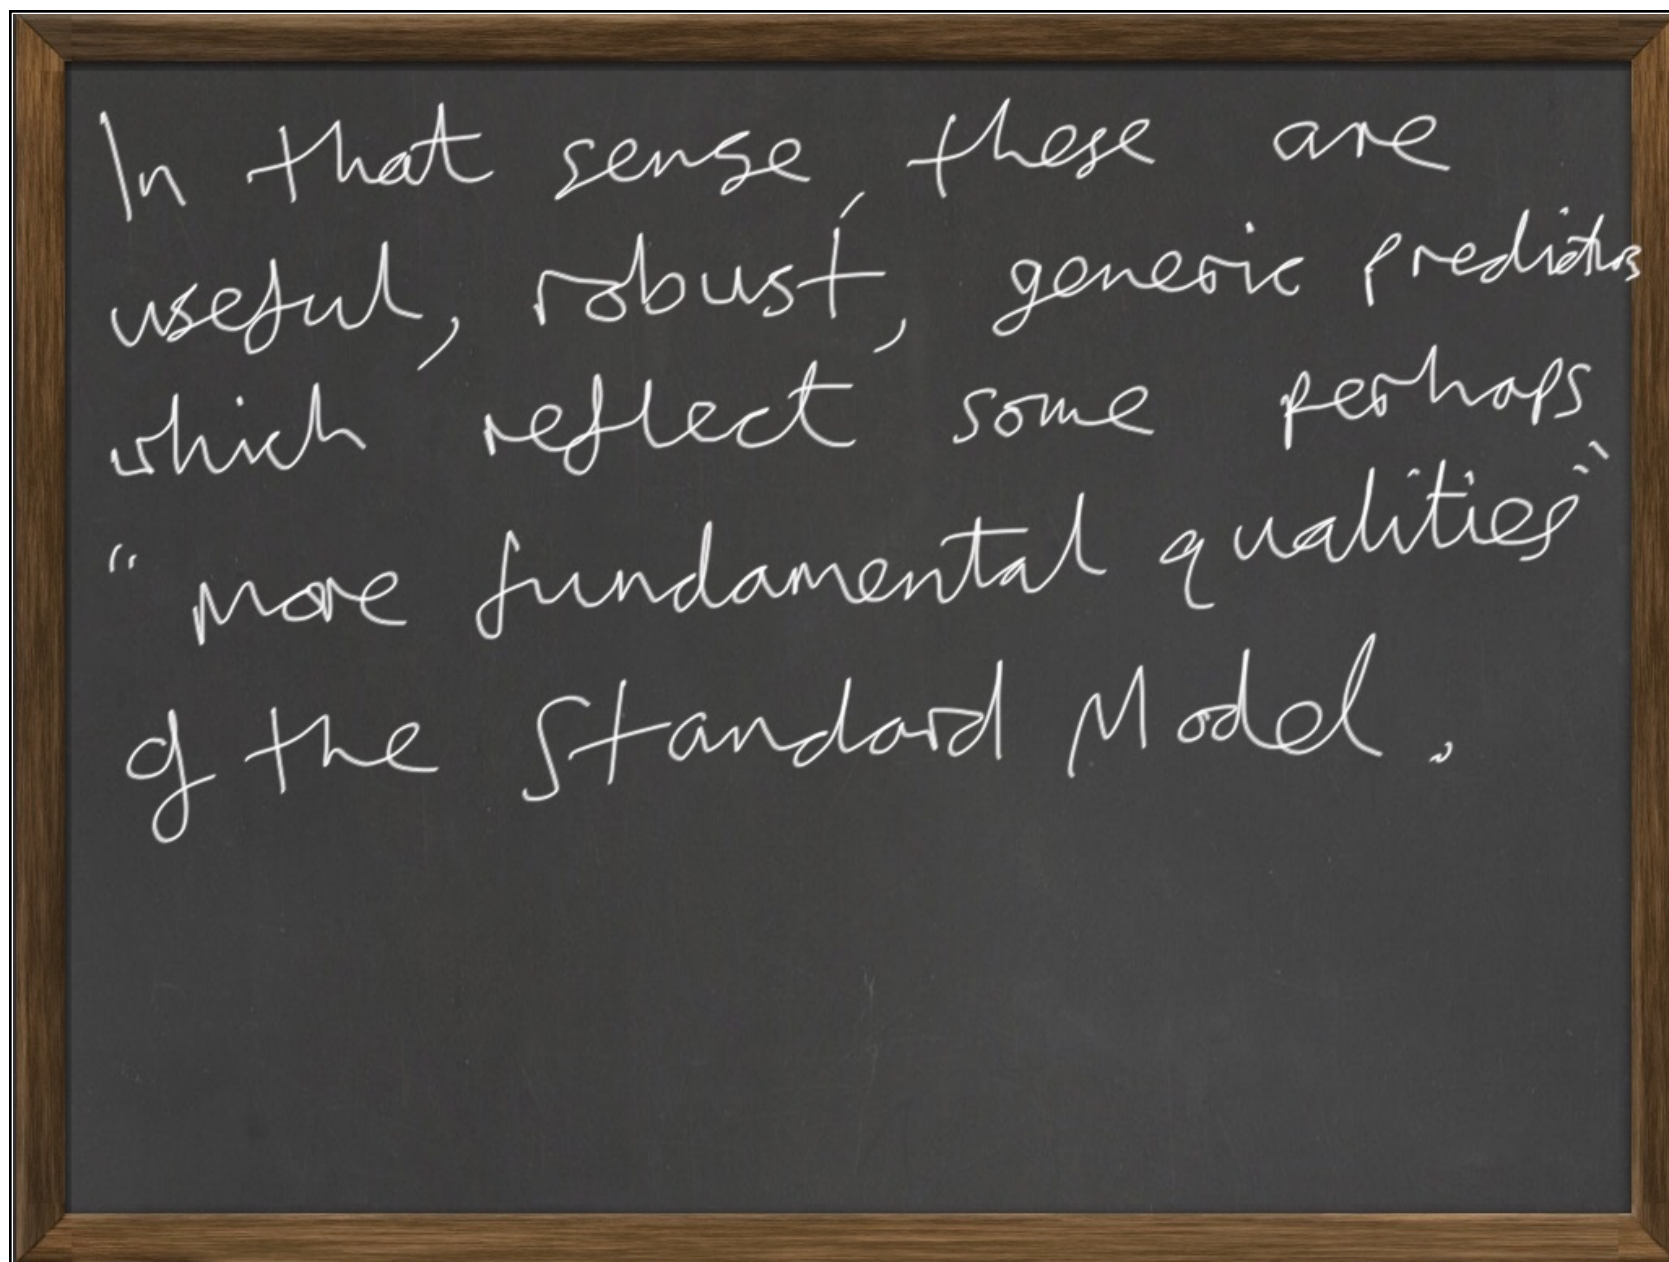 In that sense, these are
useful, robust, generic predictions
which reflect some perhaps
“more fundamental qualities”
of the Standard Model.